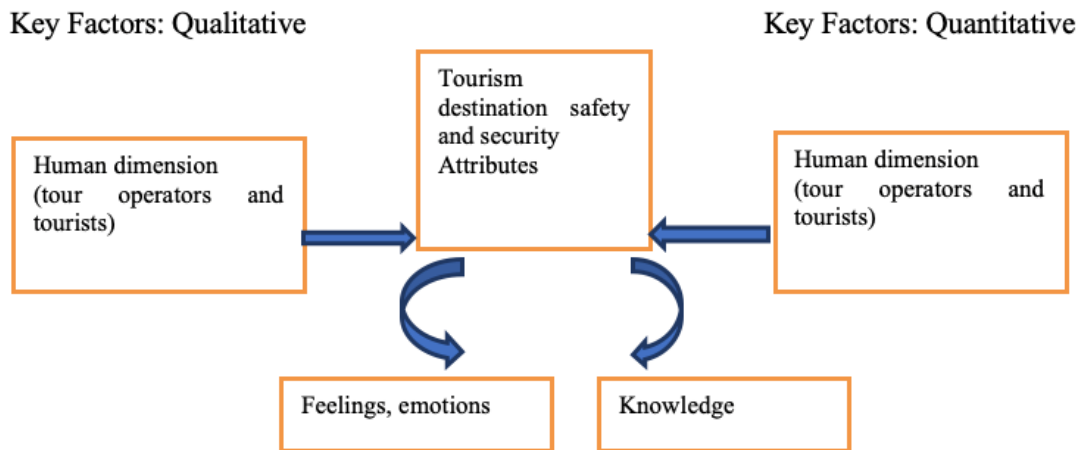 Key Factors: Qualitative
Key Factors: Quantitative
Tourism
destination safety
and security
Attributes
Human dimension
(tour operators and
tourists)
Human dimension
(tour operators and
tourists)
Feelings, emotions
Knowledge